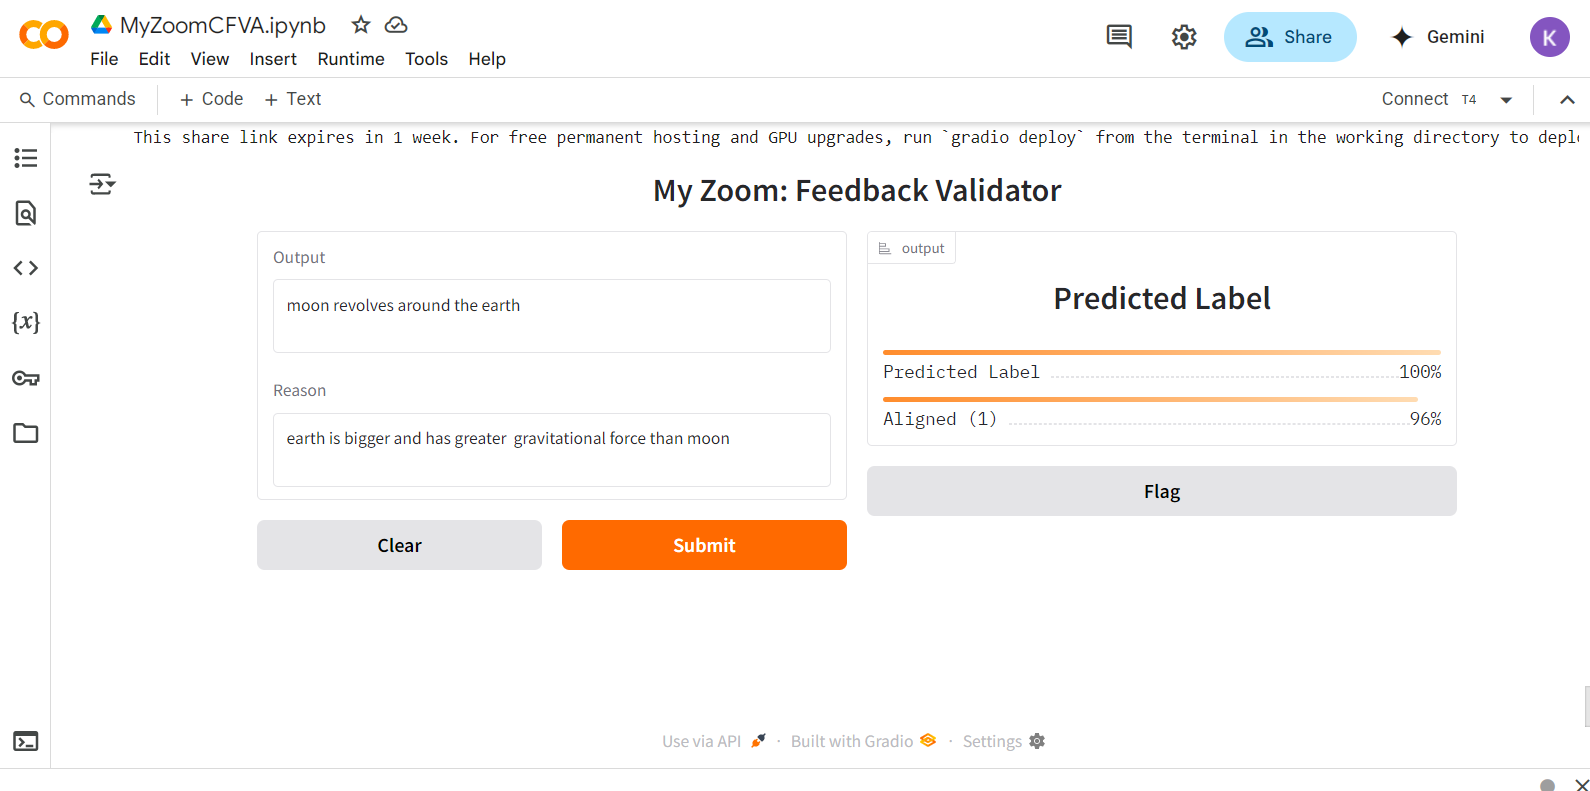 MyZoomCFVA.ipynb
File Edit View Insert Runtime Tools Help
Share
Gemini
K
Commands + Code + Text
Connect T4
This share link expires in 1 week. For free permanent hosting and GPU upgrades, run `gradio deploy` from the terminal in the working directory to
My Zoom: Feedback Validator
Output
moon revolves around the earth
Reason
earth is bigger and has greater gravitational force than moon
Clear
Submit
output
Predicted Label
Predicted Label 100%
Aligned (1) 96%
Flag
Use via API · Built with Gradio · Settings